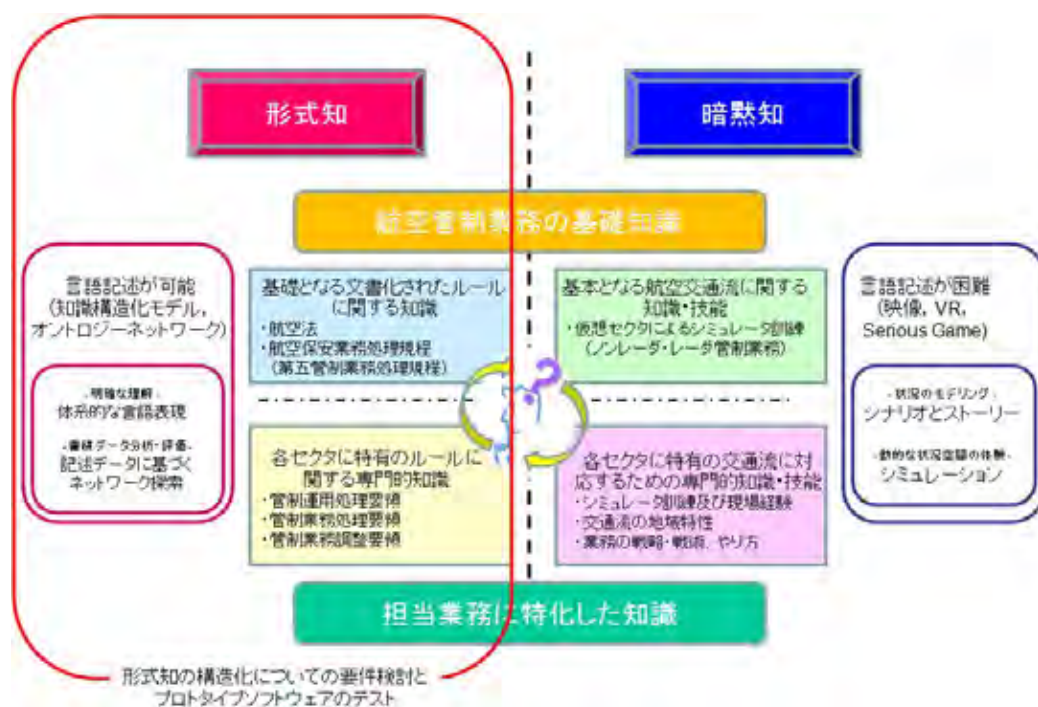 形式知
暗黙知
航空管制業務の基礎知識
言語記述が可能
(知識構造化モデル,
オントロジーネットワーク)
-明確な理解-
体系的な言語表現
-蓄積データ分析・評価-
記述データに基づく
ネットワーク探索
基礎となる文書化されたルール
に関する知識
・航空法
・航空保安業務処理規程
(第五管制業務処理規程)
基本となる航空交通流に関する
知識・技能
・仮想セクタによるシミュレータ訓練
(ノンレーダ・レーダ管制業務)
?
言語記述が困難
(映像, VR,
Serious Game)
-状況のモデリング-
シナリオとストーリー
-動的な状況空間の体験-
シミュレーション
各セクタに特有のルールに
関する専門的知識
・管制運用処理要領
・管制業務処理要領
・管制業務調整要領
各セクタに特有の交通流に対
応するための専門的知識・技能
・シミュレータ訓練及び現場経験
・交通流の地域特性
・業務の戦略・戦術, やり方
担当業務に特化した知識
形式知の構造化についての要件検討と
プロトタイプソフトウェアのテスト